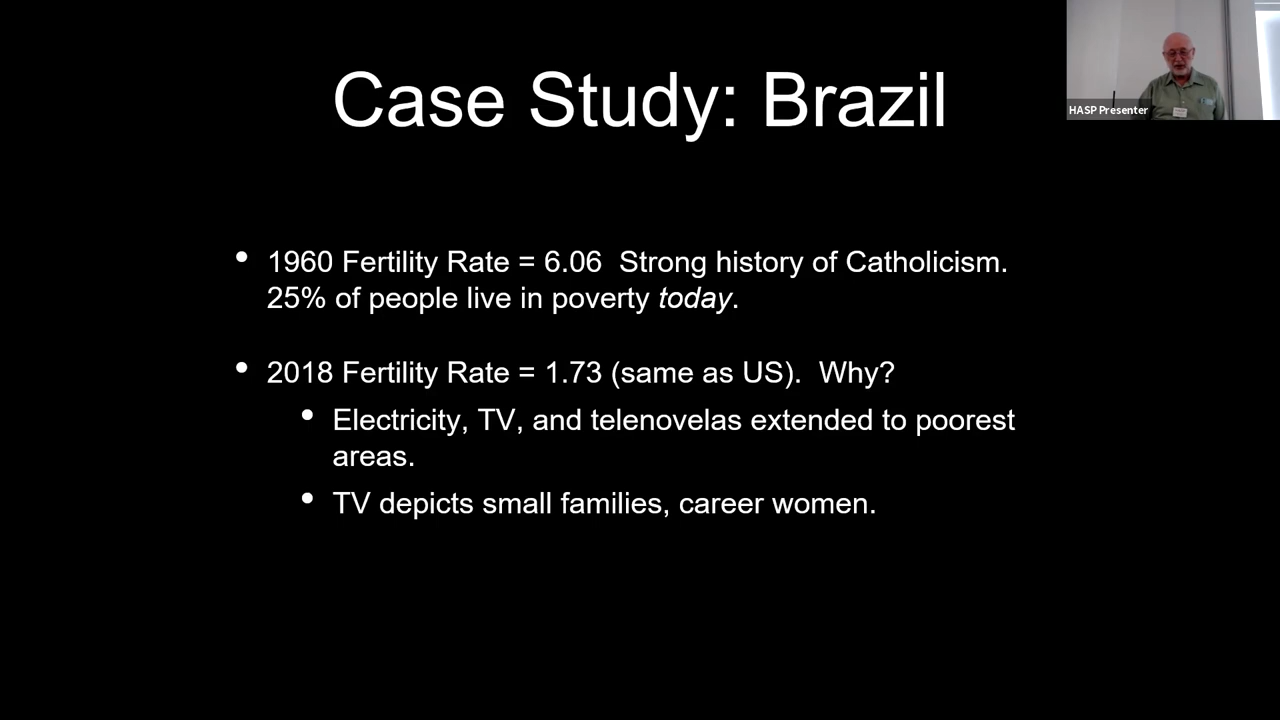 Case Study: Brazil
HASP Presenter
• 1960 Fertility Rate = 6.06  Strong history of Catholicism.
25% of people live in poverty today.
• 2018 Fertility Rate = 1.73 (same as US).  Why?
• Electricity, TV, and telenovelas extended to poorest
areas.
• TV depicts small families, career women.